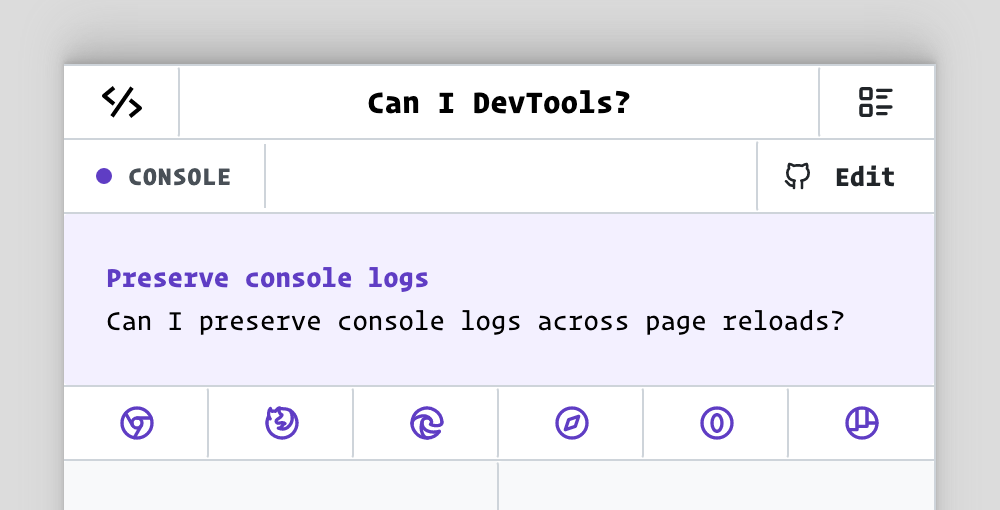 Can I DevTools?
CONSOLE
Edit
Preserve console logs
Can I preserve console logs across page reloads?